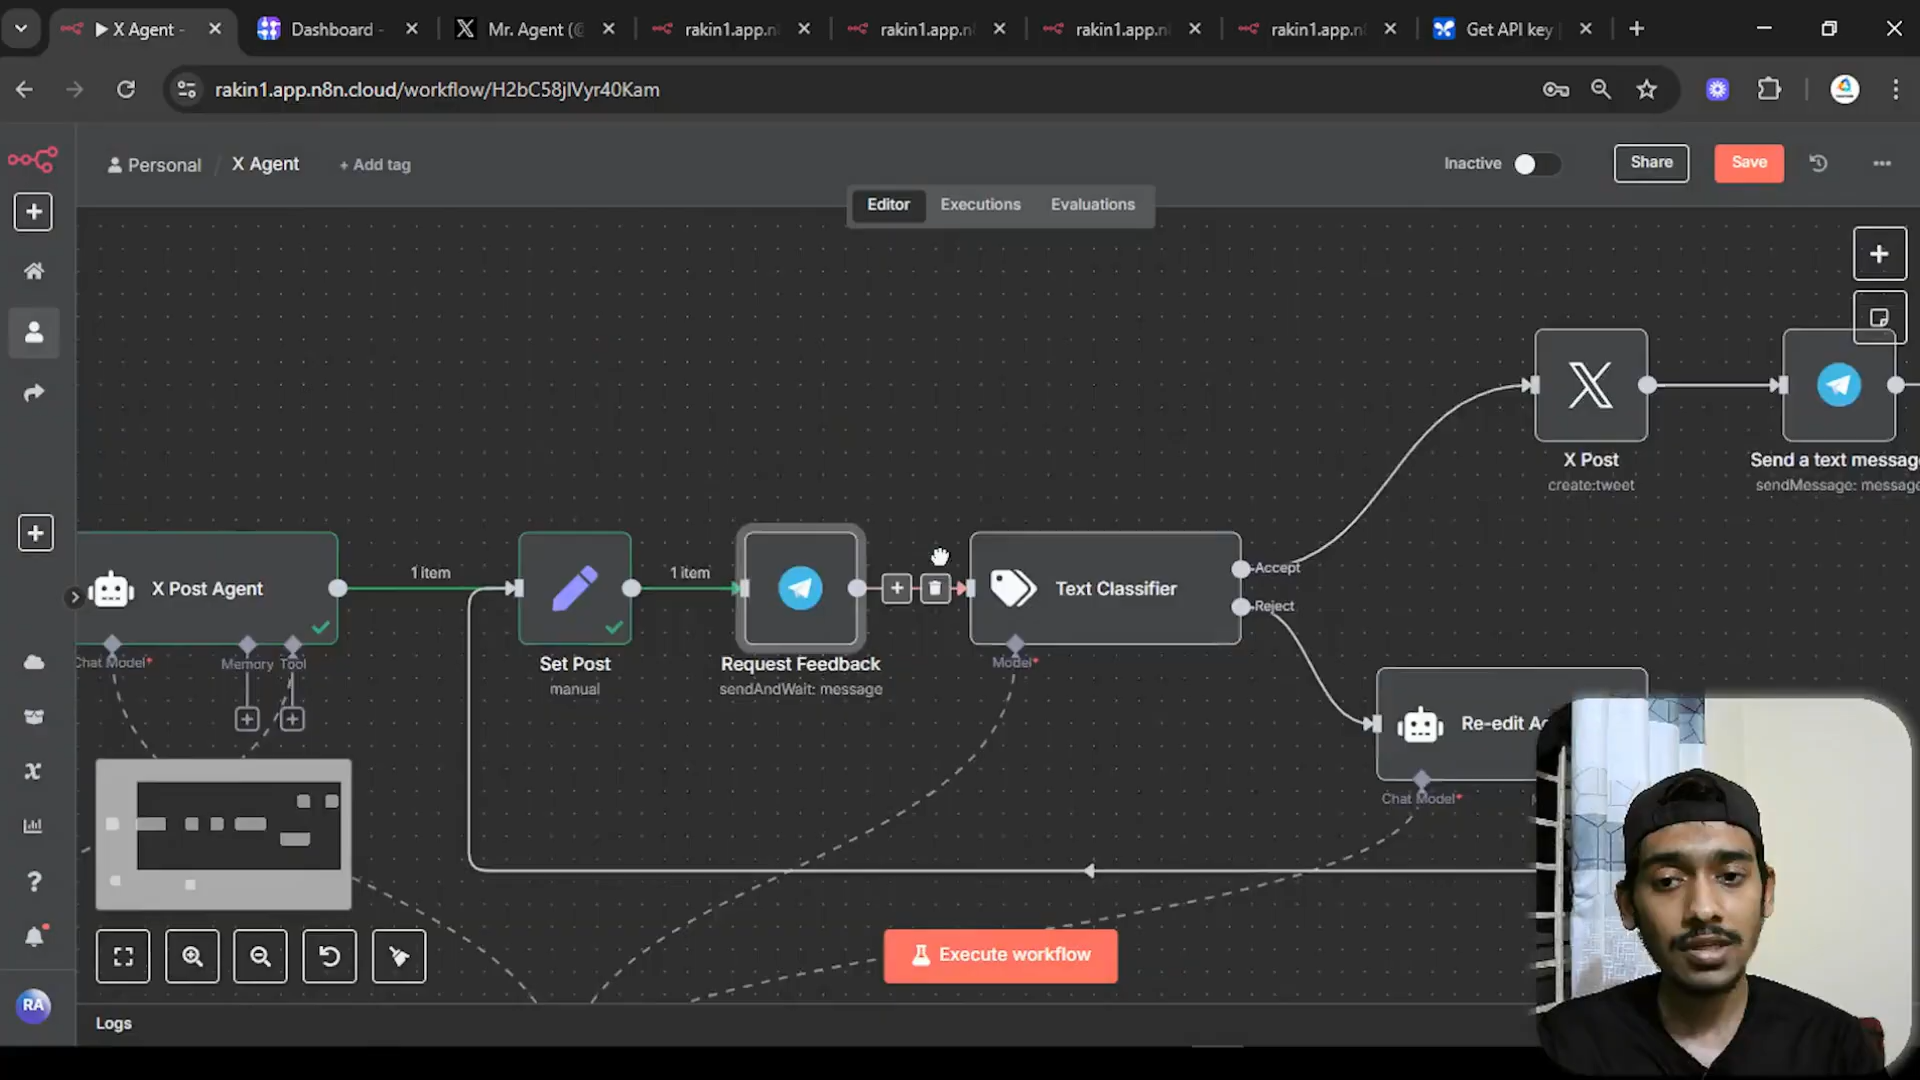 X Agent -
Dashboard -
Mr. Agent (@
rakin1.app.n
rakin1.app.n
rakin1.app.n
rakin1.app.n
Get API key
rakin1.app.n8n.cloud/workflow/H2bC58jlVyr40Kam
Personal / X Agent + Add tag
Inactive
Share
Save
Editor Executions Evaluations
X Post
create:tweet
Send a text message
sendMessage: message
X Post Agent
1 item
1 item
Text Classifier
Accept
Reject
Chat Model*
Memory
Tool
Set Post
manual
Request Feedback
sendAndWait: message
Model*
Re-edit
Chat Model*
Execute workflow
RA
Logs